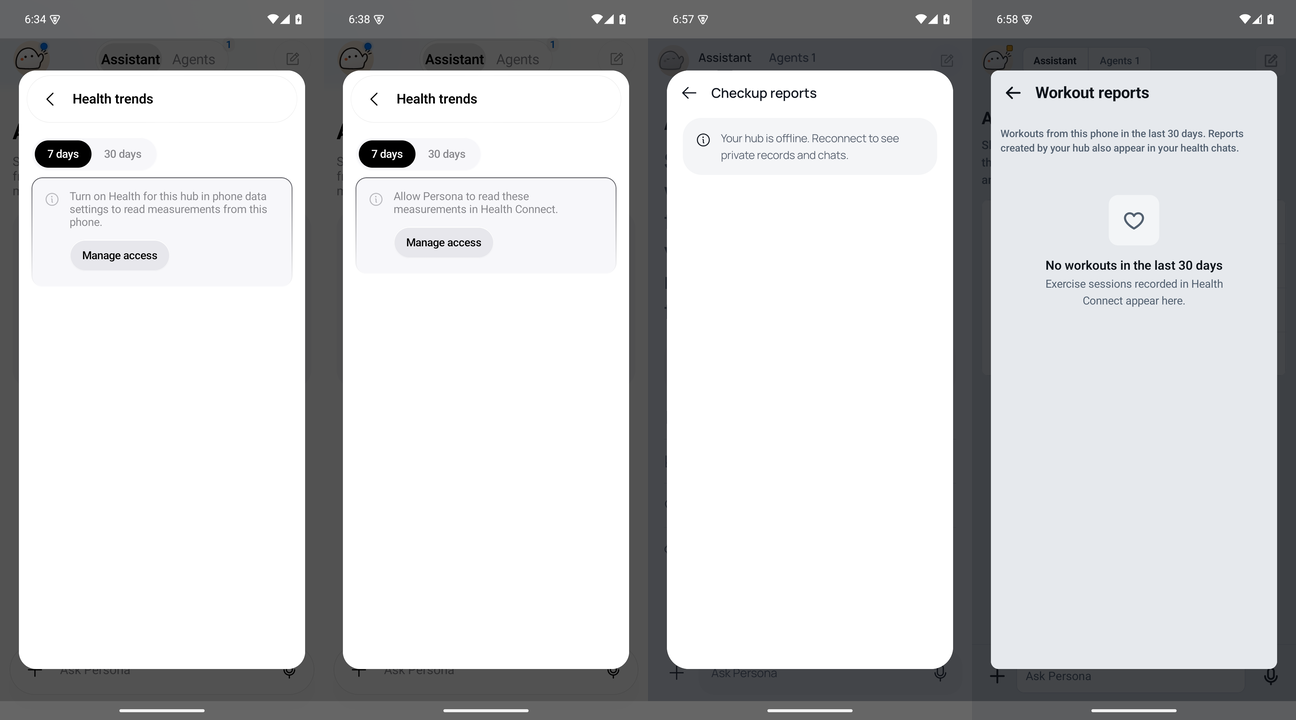 6:34
Assistant
Agents
1
Health trends
7 days
30 days
Turn on Health for this hub in phone data
settings to read measurements from this
phone.
Manage access
Ask Persona
6:38
Assistant
Agents
1
Health trends
7 days
30 days
Allow Persona to read these
measurements in Health Connect.
Manage access
Ask Persona
6:57
Assistant
Agents 1
Checkup reports
Your hub is offline. Reconnect to see
private records and chats.
Ask Persona
6:58
Assistant
Agents 1
Workout reports
Workouts from this phone in the last 30 days. Reports
created by your hub also appear in your health chats.
No workouts in the last 30 days
Exercise sessions recorded in Health
Connect appear here.
Ask Persona